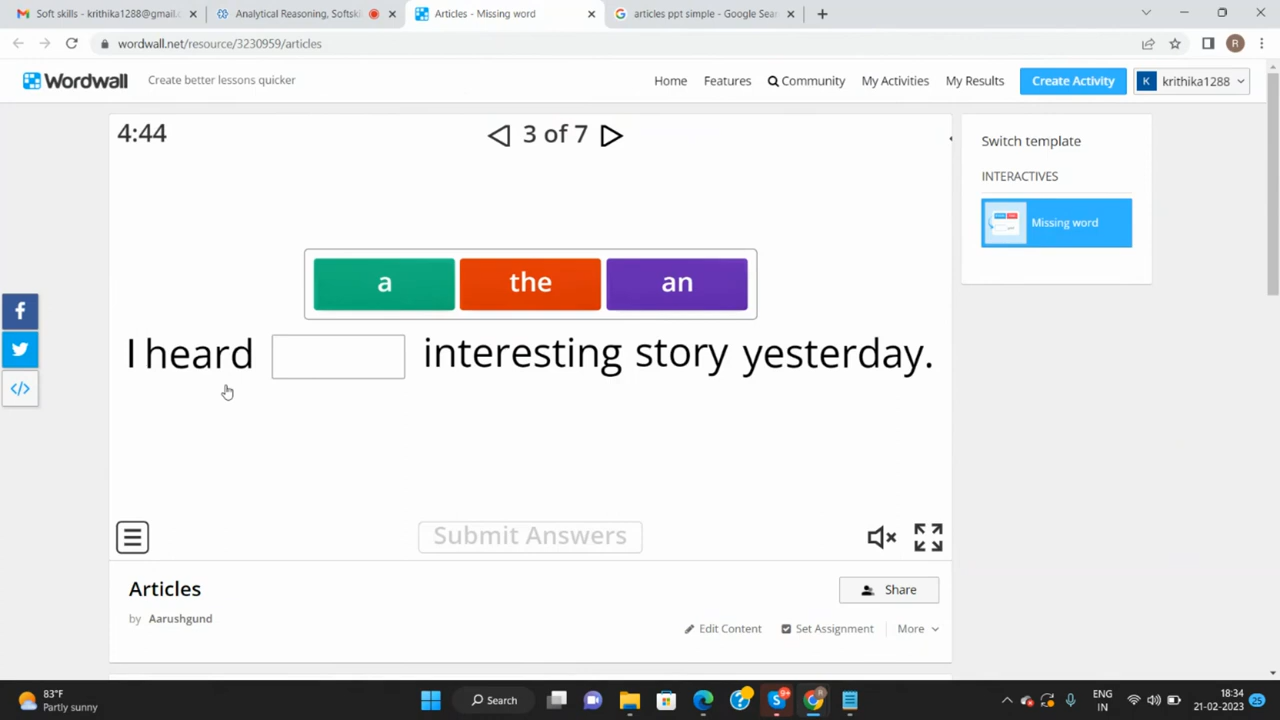 Soft skills - krithika1288@gmail.c
Analytical Reasoning, Softskil
Articles - Missing word
articles ppt simple - Google Sear
wordwall.net/resource/3230959/articles
R
Wordwall
Create better lessons quicker
Home
Features
Community
My Activities
My Results
Create Activity
K
krithika1288
4:44
3 of 7
Switch template
INTERACTIVES
Missing word
a
the
an
I heard interesting story yesterday.
Submit Answers
Articles
by Aarushgund
Share
Edit Content
Set Assignment
More
83°F
Partly sunny
Search
ENG
IN
18:34
21-02-2023